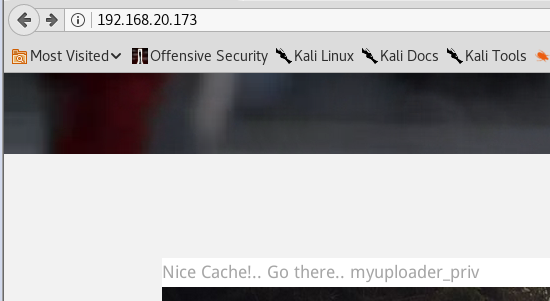 192.168.20.173
Most Visited Offensive Security Kali Linux Kali Docs Kali Tools
Nice Cache!.. Go there.. myuploader_priv